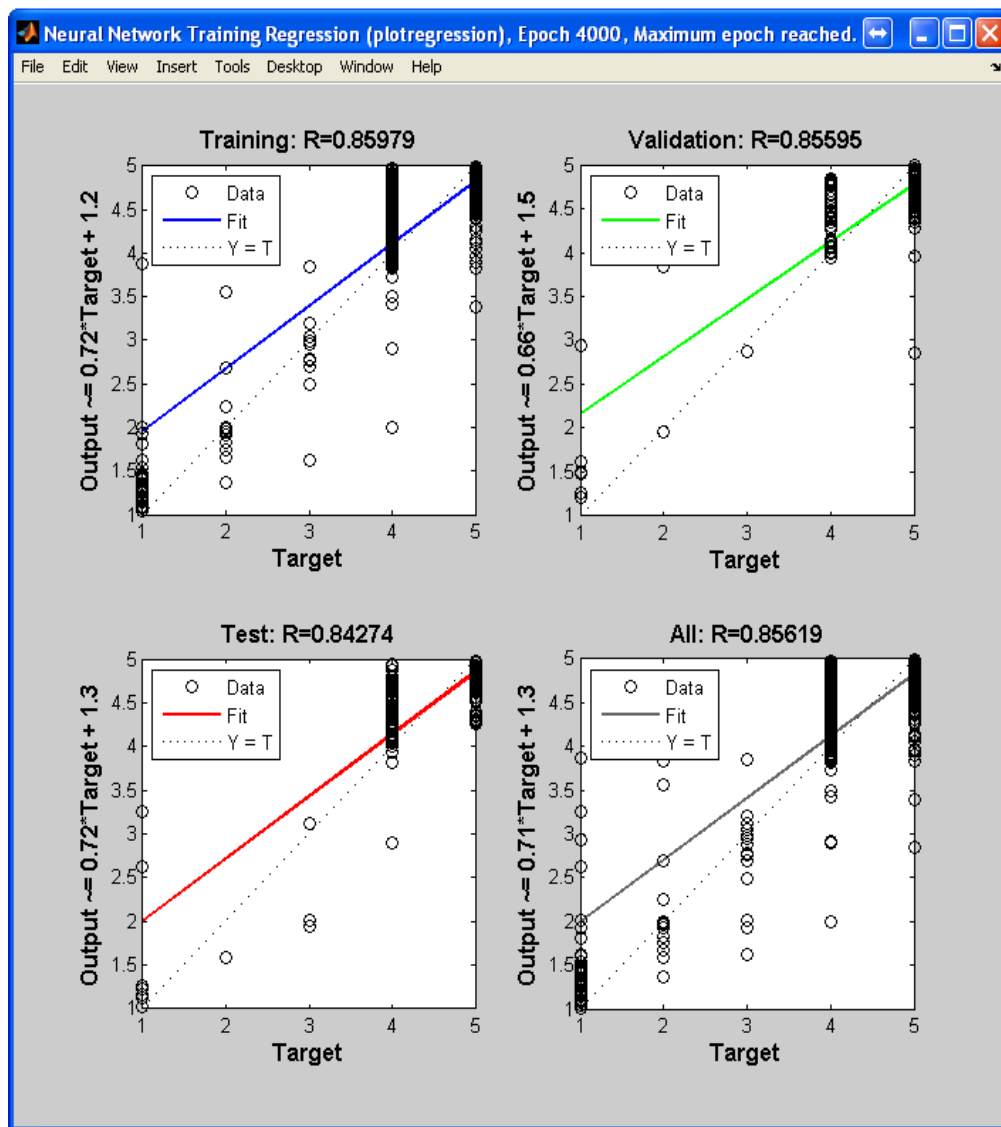 Neural Network Training Regression (plotregression), Epoch 4000, Maximum epoch reached.
File Edit View Insert Tools Desktop Window Help
Training: R=0.85979
Output ~= 0.72*Target + 1.2
5
4.5
4
3.5
3
2.5
2
1.5
1
Data
Fit
Y = T
1 2 3 4 5
Target
Validation: R=0.85595
Output ~= 0.66*Target + 1.5
5
4.5
4
3.5
3
2.5
2
1.5
1
Data
Fit
Y = T
1 2 3 4 5
Target
Test: R=0.84274
Output ~= 0.72*Target + 1.3
5
4.5
4
3.5
3
2.5
2
1.5
1
Data
Fit
Y = T
1 2 3 4 5
Target
All: R=0.85619
Output ~= 0.71*Target + 1.3
5
4.5
4
3.5
3
2.5
2
1.5
1
Data
Fit
Y = T
1 2 3 4 5
Target